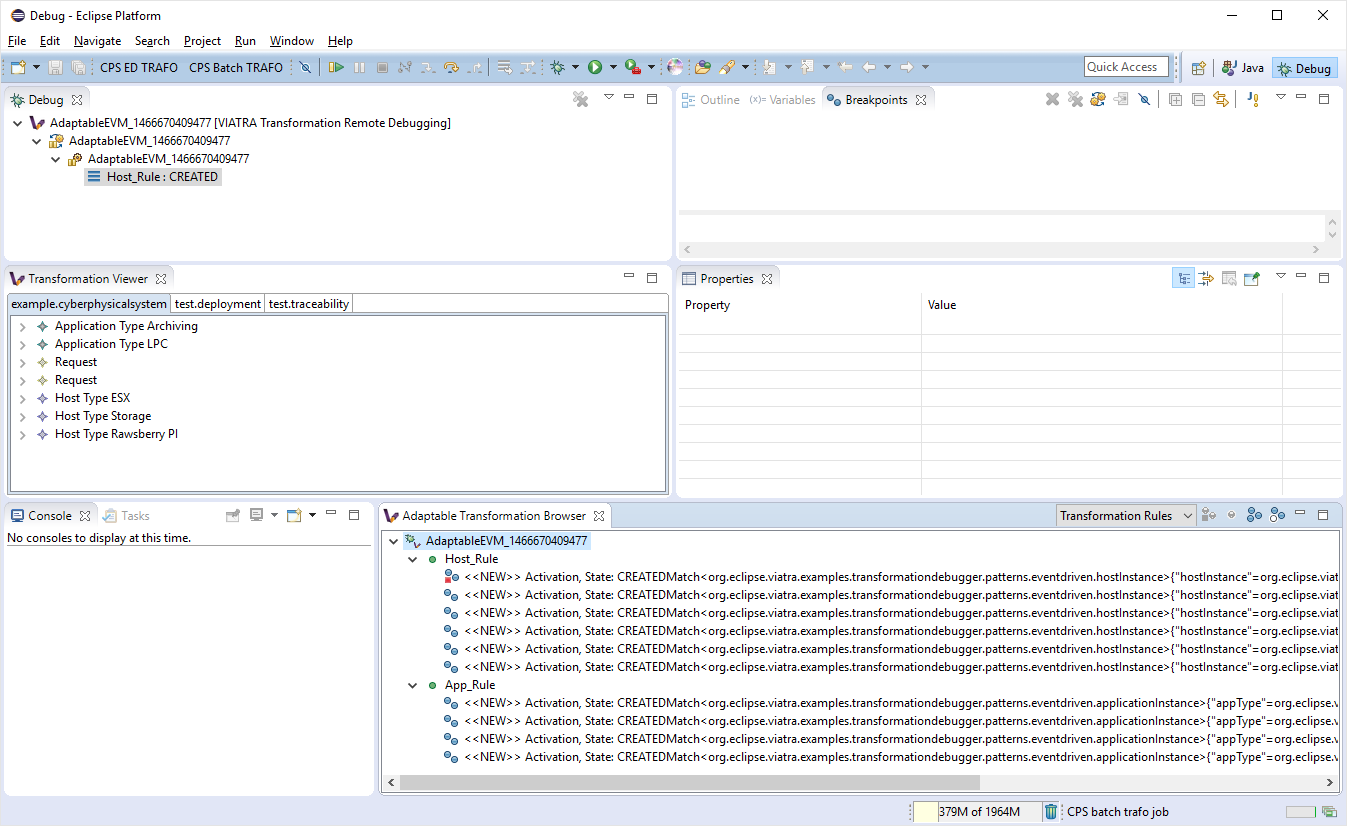 Debug - Eclipse Platform
File Edit Navigate Search Project Run Window Help
CPS ED TRAFO CPS Batch TRAFO Quick Access Java Debug
Debug
AdaptableEVM_1466670409477 [VIATRA Transformation Remote Debugging]
AdaptableEVM_1466670409477
AdaptableEVM_1466670409477
Host_Rule : CREATED
Outline (x)= Variables Breakpoints
Transformation Viewer
example.cyberphysicalsystem test.deployment test.traceability
Application Type Archiving
Application Type LPC
Request
Request
Host Type ESX
Host Type Storage
Host Type Rawsberry PI
Properties
Property Value
Console Tasks
No consoles to display at this time.
Adaptable Transformation Browser Transformation Rules
AdaptableEVM_1466670409477
Host_Rule
<<NEW>> Activation, State: CREATEDMatch<org.eclipse.viatra.examples.transformationdebugger.patterns.eventdriven.hostInstance>{"hostInstance"=org.eclipse.viat
<<NEW>> Activation, State: CREATEDMatch<org.eclipse.viatra.examples.transformationdebugger.patterns.eventdriven.hostInstance>{"hostInstance"=org.eclipse.viat
<<NEW>> Activation, State: CREATEDMatch<org.eclipse.viatra.examples.transformationdebugger.patterns.eventdriven.hostInstance>{"hostInstance"=org.eclipse.viat
<<NEW>> Activation, State: CREATEDMatch<org.eclipse.viatra.examples.transformationdebugger.patterns.eventdriven.hostInstance>{"hostInstance"=org.eclipse.viat
<<NEW>> Activation, State: CREATEDMatch<org.eclipse.viatra.examples.transformationdebugger.patterns.eventdriven.hostInstance>{"hostInstance"=org.eclipse.viat
<<NEW>> Activation, State: CREATEDMatch<org.eclipse.viatra.examples.transformationdebugger.patterns.eventdriven.hostInstance>{"hostInstance"=org.eclipse.viat
App_Rule
<<NEW>> Activation, State: CREATEDMatch<org.eclipse.viatra.examples.transformationdebugger.patterns.eventdriven.applicationInstance>{"appType"=org.eclipse.v
<<NEW>> Activation, State: CREATEDMatch<org.eclipse.viatra.examples.transformationdebugger.patterns.eventdriven.applicationInstance>{"appType"=org.eclipse.v
<<NEW>> Activation, State: CREATEDMatch<org.eclipse.viatra.examples.transformationdebugger.patterns.eventdriven.applicationInstance>{"appType"=org.eclipse.v
<<NEW>> Activation, State: CREATEDMatch<org.eclipse.viatra.examples.transformationdebugger.patterns.eventdriven.applicationInstance>{"appType"=org.eclipse.v
379M of 1964M CPS batch trafo job